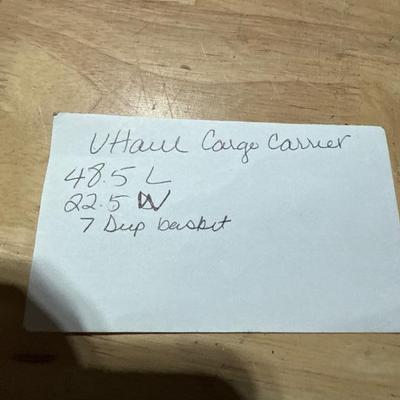 UHaul Cargo Carrier
48.5 L
22.5 W
7 Deep basket